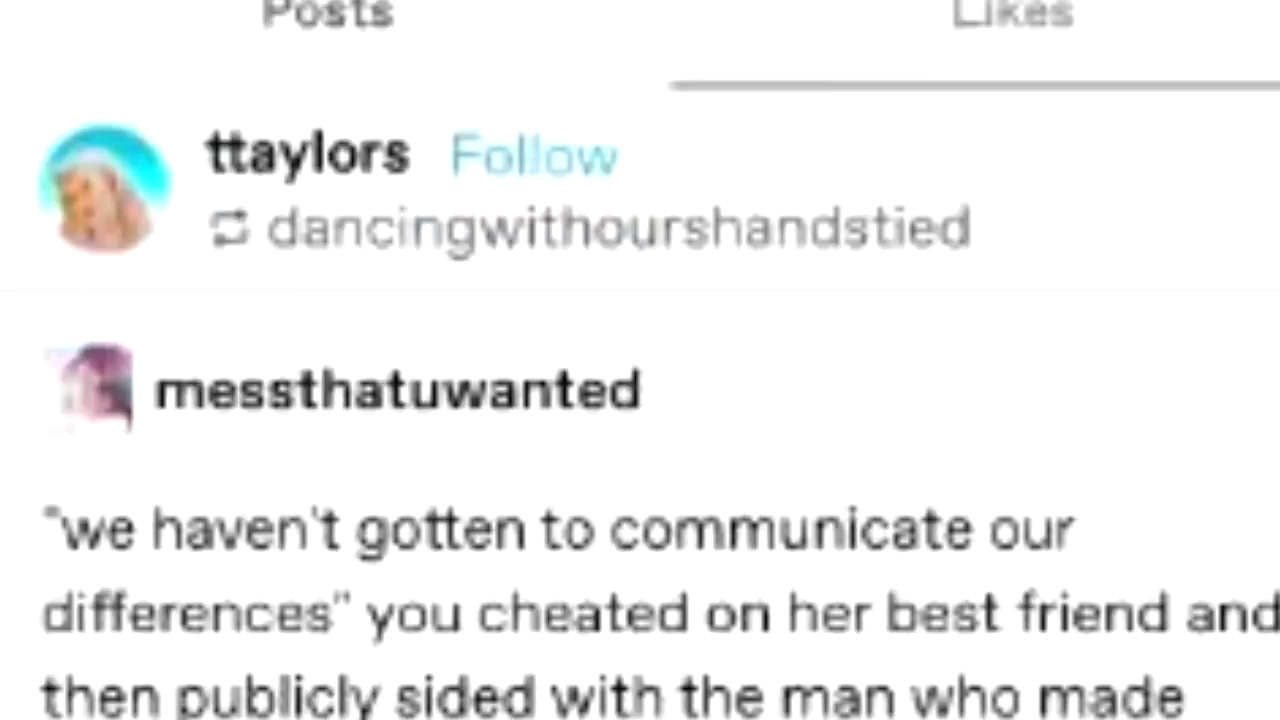 Posts Likes
ttaylors Follow
dancingwithourshandstied
messthatuwanted
"we haven't gotten to communicate our
differences" you cheated on her best friend and
then publicly sided with the man who made